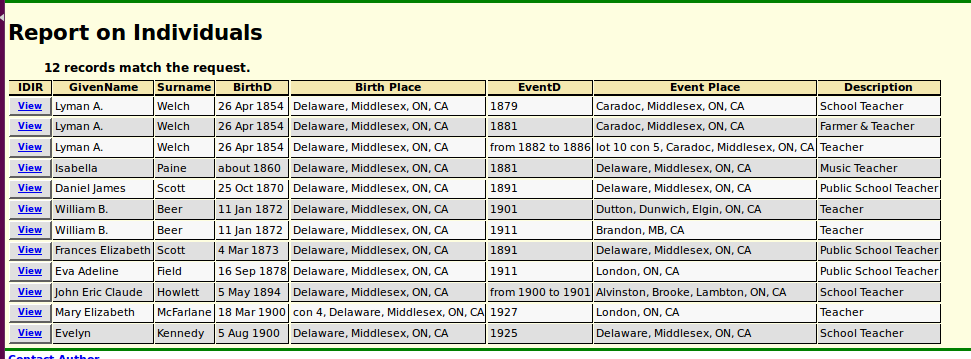 Report on Individuals
12 records match the request.
IDIR GivenName Surname BirthD Birth Place EventD Event Place Description
View Lyman A. Welch 26 Apr 1854 Delaware, Middlesex, ON, CA 1879 Caradoc, Middlesex, ON, CA School Teacher
View Lyman A. Welch 26 Apr 1854 Delaware, Middlesex, ON, CA 1881 Caradoc, Middlesex, ON, CA Farmer & Teacher
View Lyman A. Welch 26 Apr 1854 Delaware, Middlesex, ON, CA from 1882 to 1886 lot 10 con 5, Caradoc, Middlesex, ON, CA Teacher
View Isabella Paine about 1860 Delaware, Middlesex, ON, CA 1881 Delaware, Middlesex, ON, CA Music Teacher
View Daniel James Scott 25 Oct 1870 Delaware, Middlesex, ON, CA 1891 Delaware, Middlesex, ON, CA Public School Teacher
View William B. Beer 11 Jan 1872 Delaware, Middlesex, ON, CA 1901 Dutton, Dunwich, Elgin, ON, CA Teacher
View William B. Beer 11 Jan 1872 Delaware, Middlesex, ON, CA 1911 Brandon, MB, CA Teacher
View Frances Elizabeth Scott 4 Mar 1873 Delaware, Middlesex, ON, CA 1891 Delaware, Middlesex, ON, CA Public School Teacher
View Eva Adeline Field 16 Sep 1878 Delaware, Middlesex, ON, CA 1911 London, ON, CA Public School Teacher
View John Eric Claude Howlett 5 May 1894 Delaware, Middlesex, ON, CA from 1900 to 1901 Alvinston, Brooke, Lambton, ON, CA School Teacher
View Mary Elizabeth McFarlane 18 Mar 1900 con 4, Delaware, Middlesex, ON, CA 1927 London, ON, CA Teacher
View Evelyn Kennedy 5 Aug 1900 Delaware, Middlesex, ON, CA 1925 Delaware, Middlesex, ON, CA School Teacher
Contact Author